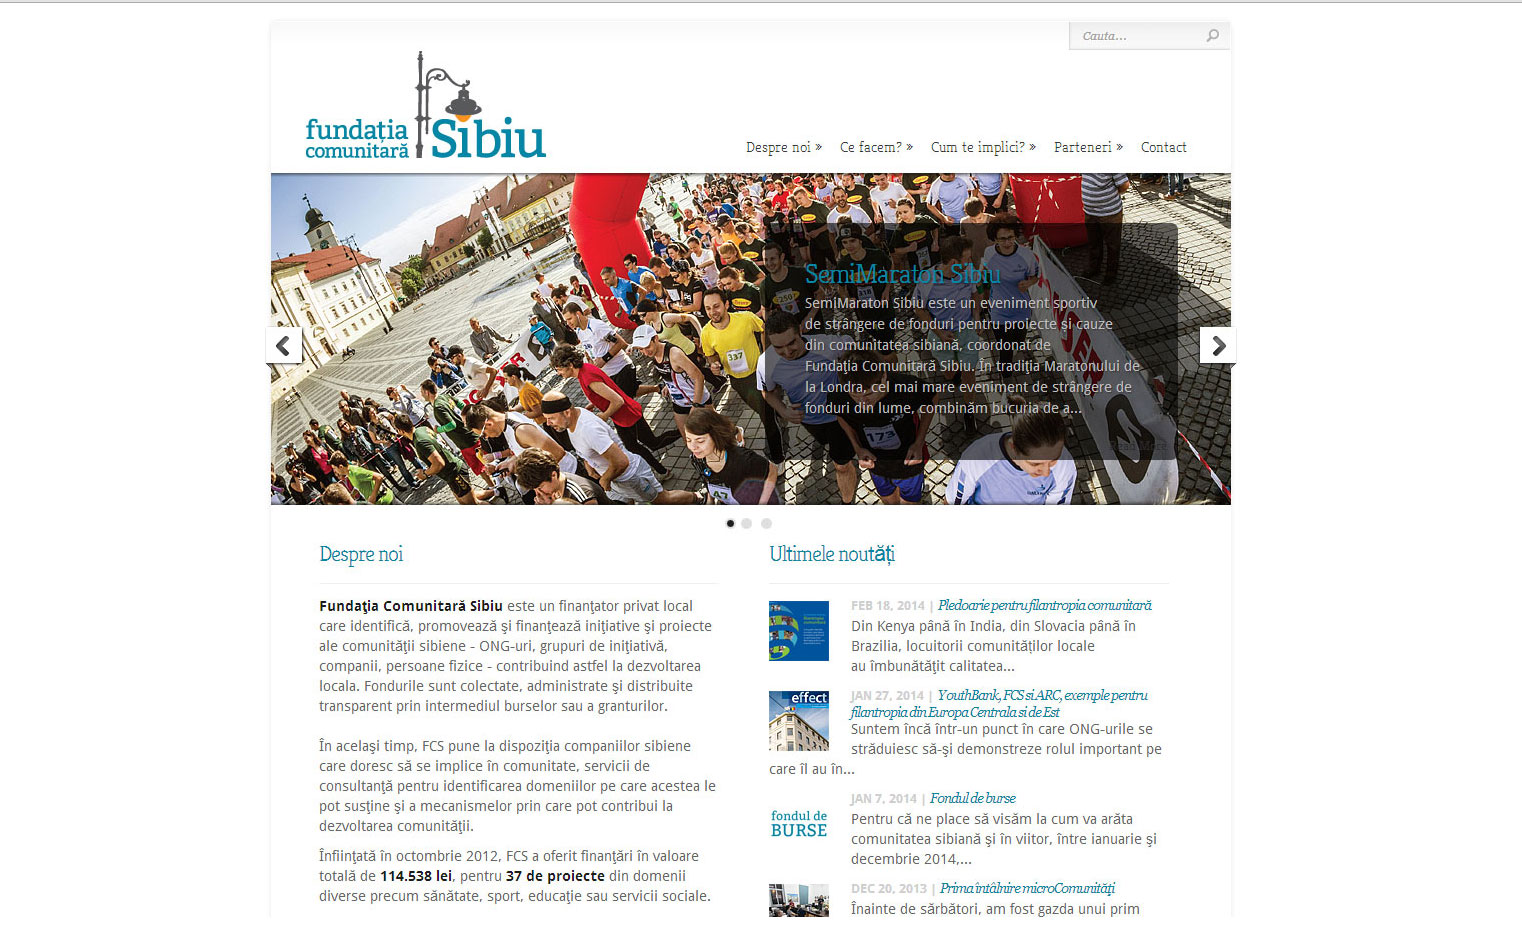 Cauta...
fundația
comunitară
Sibiu
Despre noi »
Ce facem? »
Cum te implici? »
Parteneri »
Contact
SemiMaraton Sibiu
SemiMaraton Sibiu este un eveniment sportiv
de strângere de fonduri pentru proiecte și cauze
din comunitatea sibiană, coordonat de
Fundaţia Comunitară Sibiu. În tradiţia Maratonului de
la Londra, cel mai mare eveniment de strângere de
fonduri din lume, combinăm bucuria de a...
337
173
Despre noi
Fundaţia Comunitară Sibiu este un finanţator privat local
care identifică, promovează şi finanţează iniţiative şi proiecte
ale comunităţii sibiene - ONG-uri, grupuri de iniţiativă,
companii, persoane fizice - contribuind astfel la dezvoltarea
locala. Fondurile sunt colectate, administrate şi distribuite
transparent prin intermediul burselor sau a granturilor.
În acelaşi timp, FCS pune la dispoziţia companiilor sibiene
care doresc să se implice în comunitate, servicii de
consultanţă pentru identificarea domeniilor pe care acestea le
pot susţine şi a mecanismelor prin care pot contribui la
dezvoltarea comunităţii.
Înfiinţată în octombrie 2012, FCS a oferit finanţări în valoare
totală de 114.538 lei, pentru 37 de proiecte din domenii
diverse precum sănătate, sport, educaţie sau servicii sociale.
Ultimele noutăți
FEB 18, 2014 | Pledoarie pentru filantropia comunitară
Din Kenya până în India, din Slovacia până în
Brazilia, locuitorii comunităților locale
au îmbunătăţit calitatea...
effect
JAN 27, 2014 | YouthBank, FCS si ARC, exemple pentru
filantropia din Europa Centrala si de Est
Suntem încă într-un punct în care ONG-urile se
străduiesc să-şi demonstreze rolul important pe
care îl au în...
fondul de
BURSE
JAN 7, 2014 | Fondul de burse
Pentru că ne place să visăm la cum va arăta
comunitatea sibiană şi în viitor, între ianuarie şi
decembrie 2014,...
DEC 20, 2013 | Prima întâlnire microComunităţi
Înainte de sărbători, am fost gazda unui prim